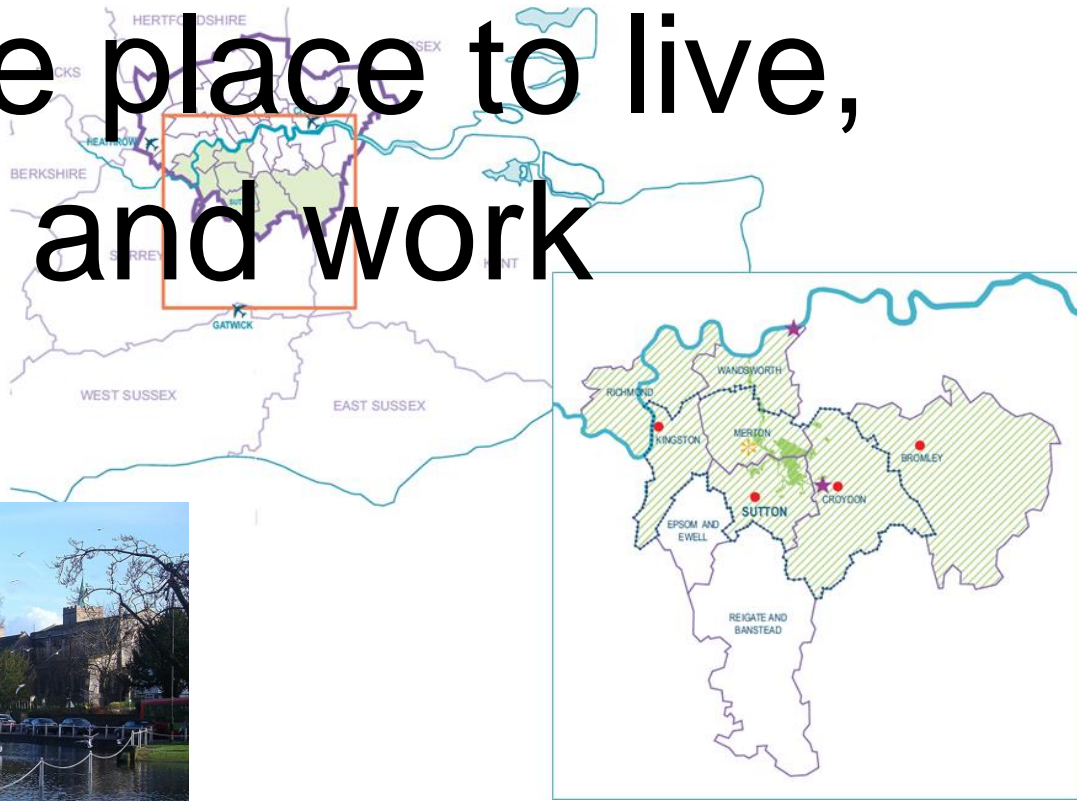 e place to live,
and work
HERTFORDSHIRE
SSEX
CKS
HEATHROW
BERKSHIRE
SURREY
KENT
GATWICK
WEST SUSSEX
EAST SUSSEX
WANDSWORTH
RICHMOND
KINGSTON
MERTON
BROMLEY
CROYDON
SUTTON
EPSOM AND
EWELL
REIGATE AND
BANSTEAD